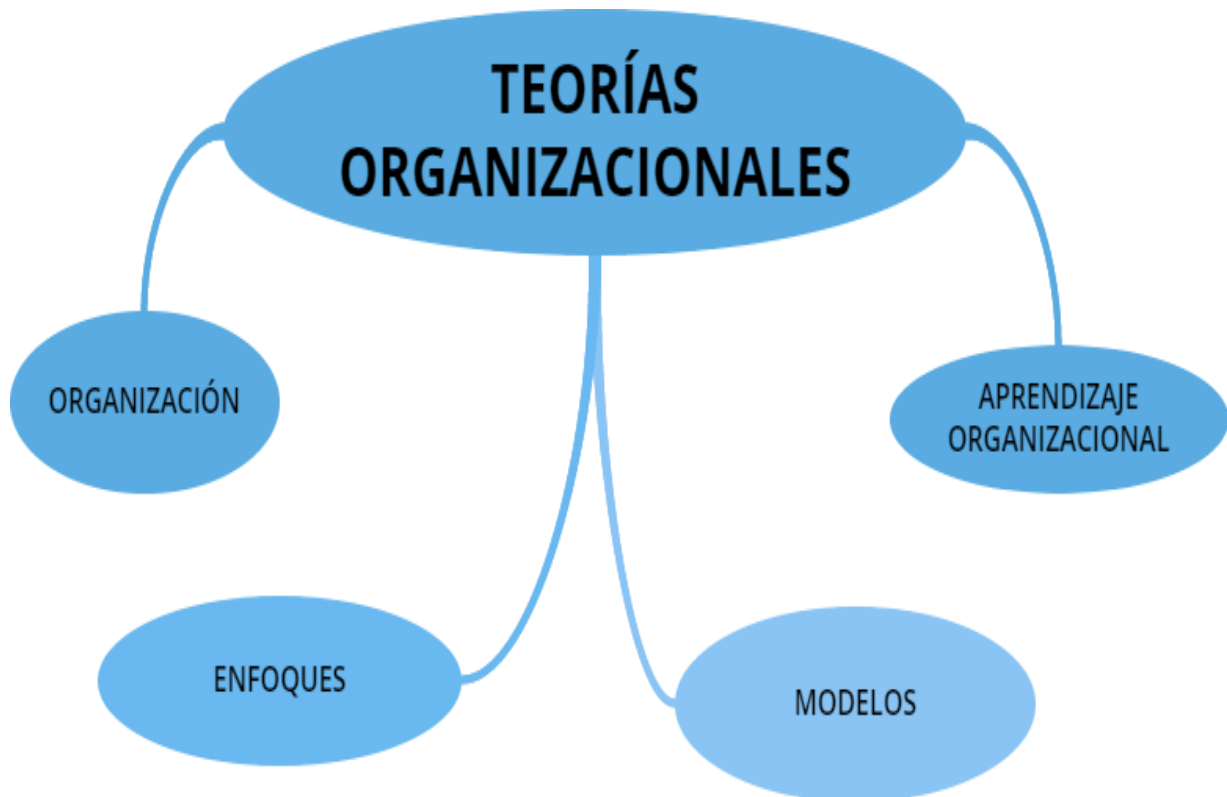 TEORÍAS
ORGANIZACIONALES
ORGANIZACIÓN
APRENDIZAJE
ORGANIZACIONAL
ENFOQUES
MODELOS